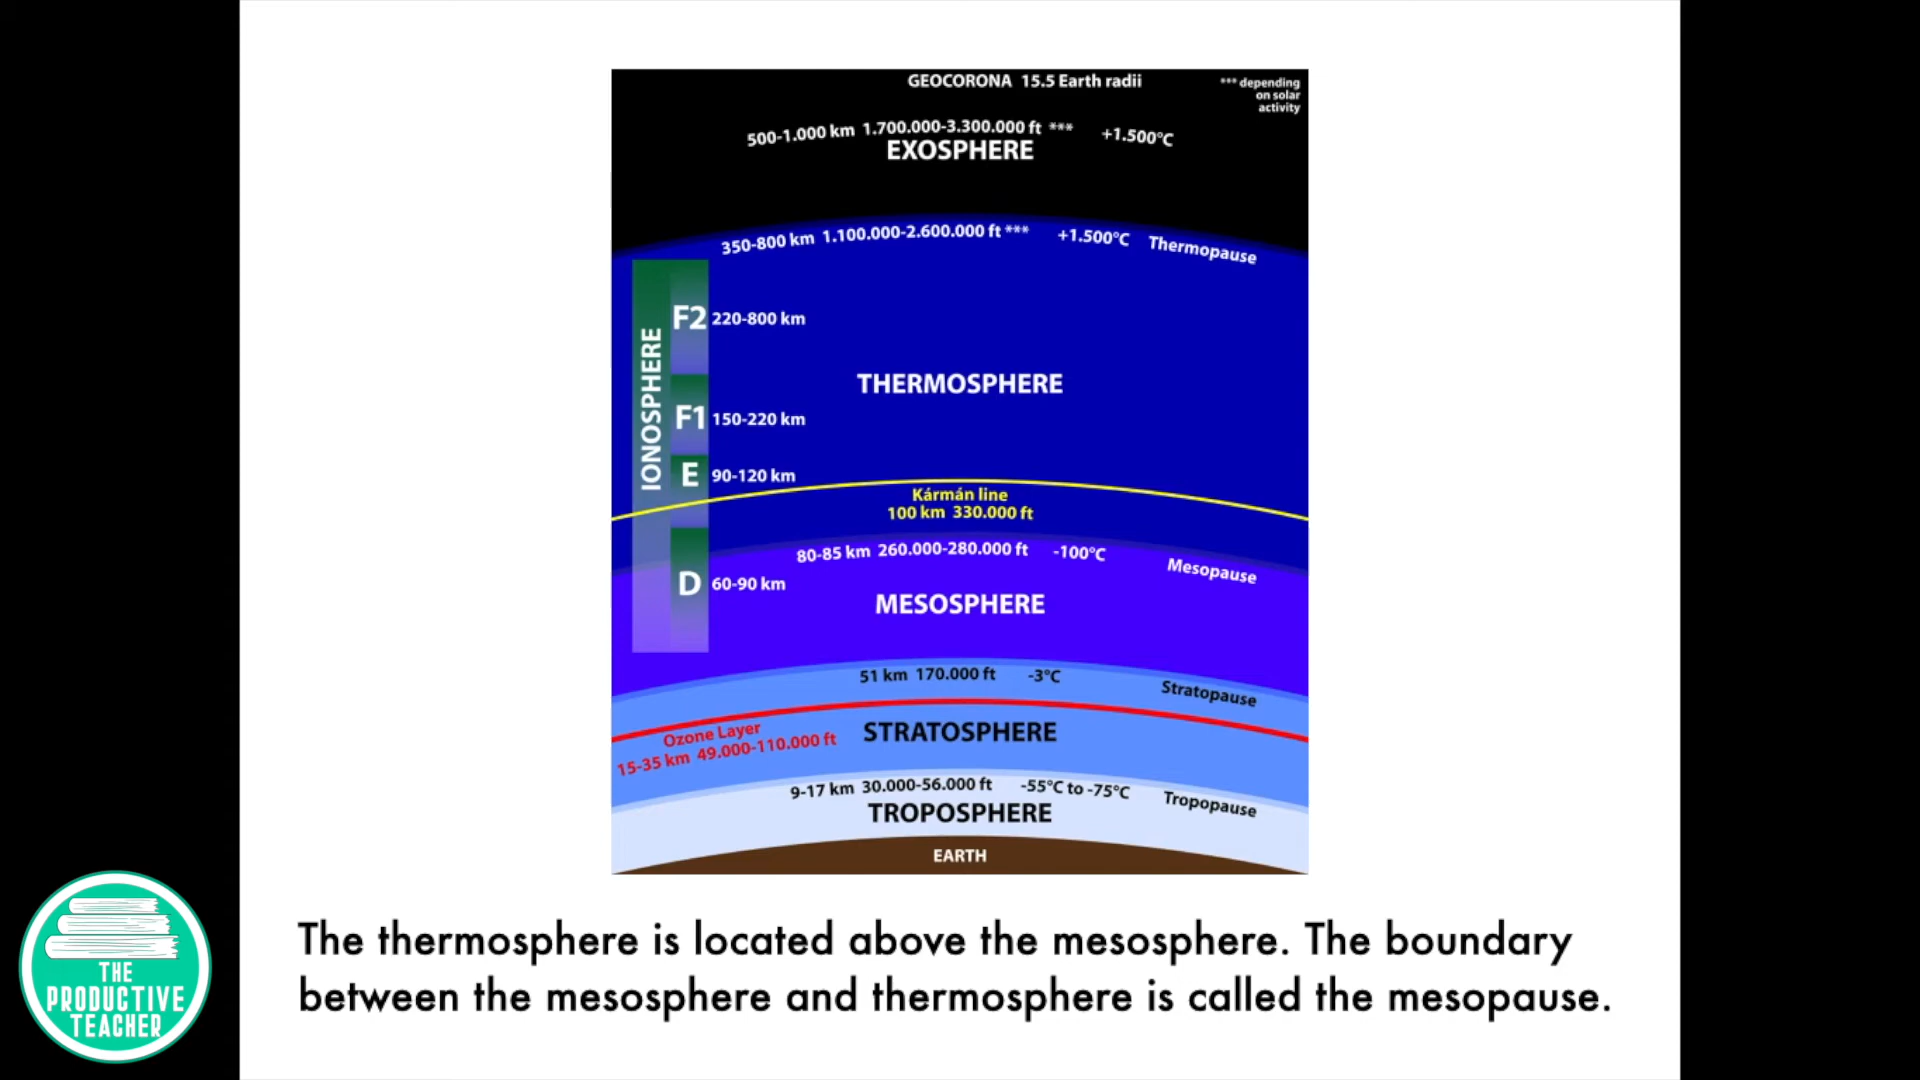 GEOCORONA 15.5 Earth radii
*** depending
on solar
activity
500-1.000 km 1.700.000-3.300.000 ft *** +1.500°C
EXOSPHERE
350-800 km 1.100.000-2.600.000 ft *** +1.500°C Thermopause
IONOSPHERE
F2 220-800 km
THERMOSPHERE
F1 150-220 km
E 90-120 km
Kármán line
100 km 330.000 ft
80-85 km 260.000-280.000 ft -100°C Mesopause
D 60-90 km
MESOSPHERE
51 km 170.000 ft -3°C Stratopause
Ozone Layer
15-35 km 49.000-110.000 ft
STRATOSPHERE
9-17 km 30.000-56.000 ft -55°C to -75°C Tropopause
TROPOSPHERE
EARTH
The thermosphere is located above the mesosphere. The boundary
between the mesosphere and thermosphere is called the mesopause.
THE
PRODUCTIVE
TEACHER